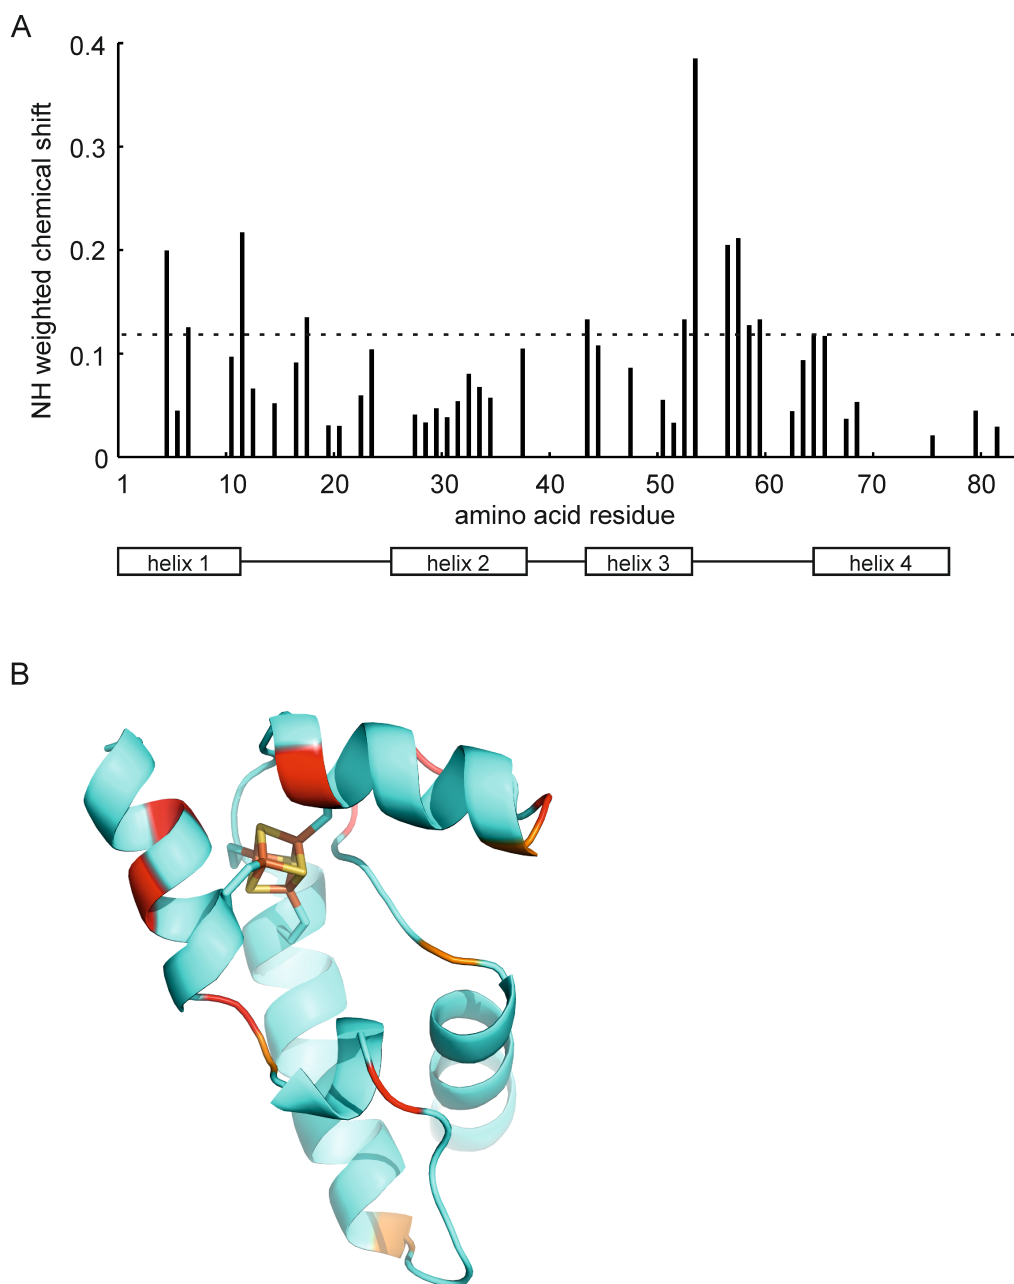 A
0.4
0.3
0.2
0.1
0
NH weighted chemical shift
1 10 20 30 40 50 60 70 80
amino acid residue
helix 1 helix 2 helix 3 helix 4
B